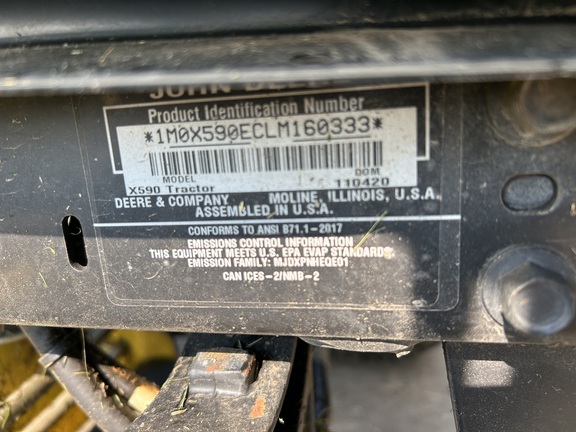 JOHN DEERE
Product Identification Number
*1M0X590ECLM160333*
MODEL DOM
X590 Tractor 110420
DEERE & COMPANY MOLINE, ILLINOIS, U.S.A.
ASSEMBLED IN U.S.A.
CONFORMS TO ANSI B71.1-2017
EMISSIONS CONTROL INFORMATION
THIS EQUIPMENT MEETS U.S. EPA EVAP STANDARDS.
EMISSION FAMILY: MJDXPNHEQE01
CAN ICES-2/NMB-2